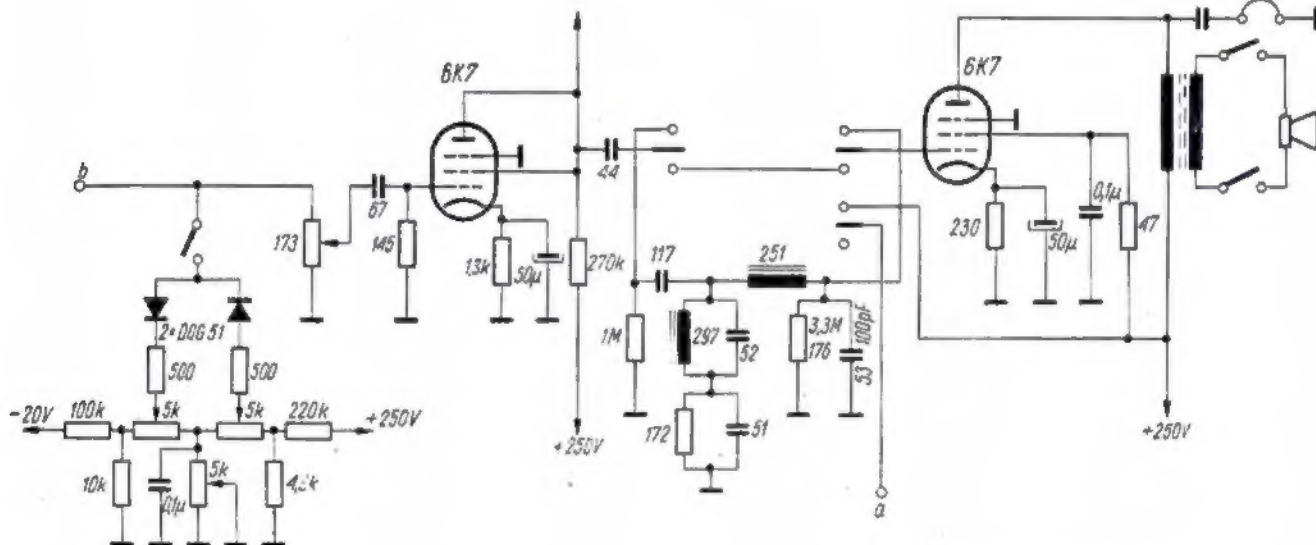 6K7
6K7
b
44
67
0,1μ
173
145
230
50μ
47
1,3k
50μ
270k
117
251
2×DOG 51
1M
297
52
3,3M
176
100pF
53
500
500
-20V
100k
5k
5k
220k
+250V
172
51
+250V
+250V
10k
0,1μ
5k
a